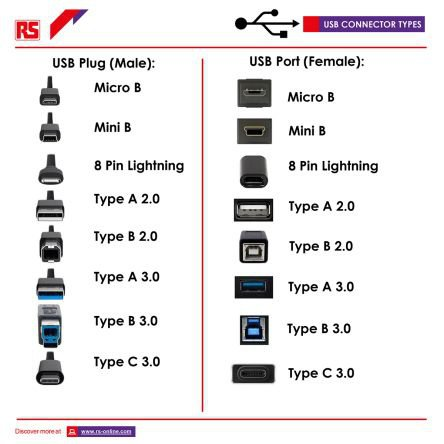 RS
USB CONNECTOR TYPES
USB Plug (Male):
Micro B
Mini B
8 Pin Lightning
Type A 2.0
Type B 2.0
Type A 3.0
Type B 3.0
Type C 3.0
USB Port (Female):
Micro B
Mini B
8 Pin Lightning
Type A 2.0
Type B 2.0
Type A 3.0
Type B 3.0
Type C 3.0
Discover more at www.rs-online.com